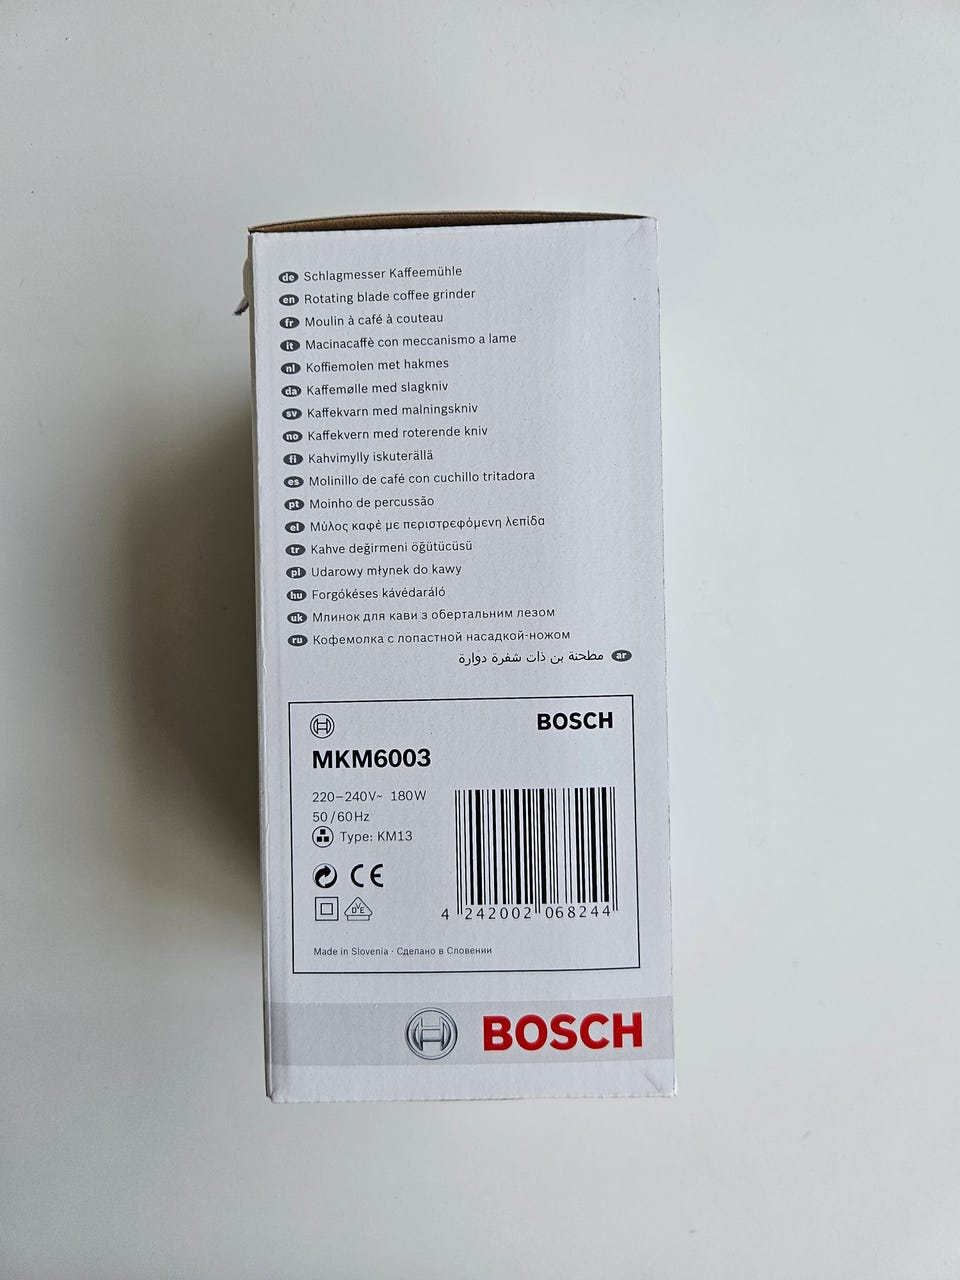 de Schlagmesser Kaffeemühle
en Rotating blade coffee grinder
fr Moulin à café à couteau
it Macinacaffè con meccanismo a lame
nl Koffiemolen met hakmes
da Kaffemølle med slagkniv
sv Kaffekvarn med malningskniv
no Kaffekvern med roterende kniv
fi Kahvimylly iskuterällä
es Molinillo de café con cuchillo tritadora
pt Moinho de percussão
el Μύλος καφέ με περιστρεφόμενη λεπίδα
tr Kahve değirmeni öğütücüsü
pl Udarowy młynek do kawy
hu Forgókéses kávédaráló
uk Млинок для кави з обертальним лезом
ru Кофемолка с лопастной насадкой-ножом
ar مطحنة بن ذات شفرة دوارة
BOSCH
MKM6003
220–240V~ 180W
50/60Hz
Type: KM13
CE
DVE
4 242002 068244
Made in Slovenia · Сделано в Словении
BOSCH